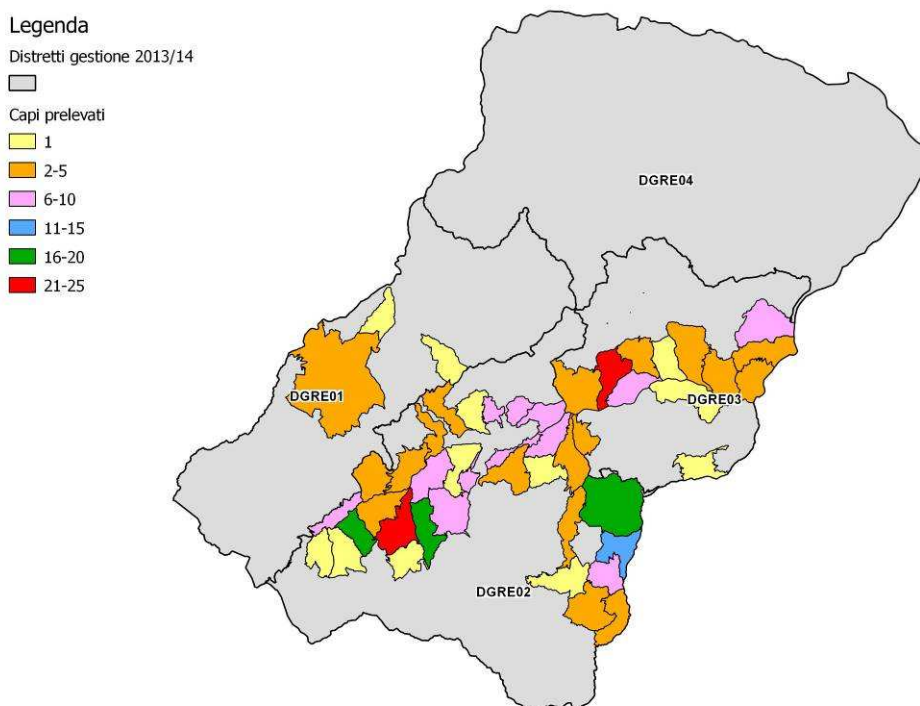 Legenda
Distretti gestione 2013/14
Capi prelevati
1
2-5
6-10
11-15
16-20
21-25
DGRE04
DGRE01
DGRE03
DGRE02